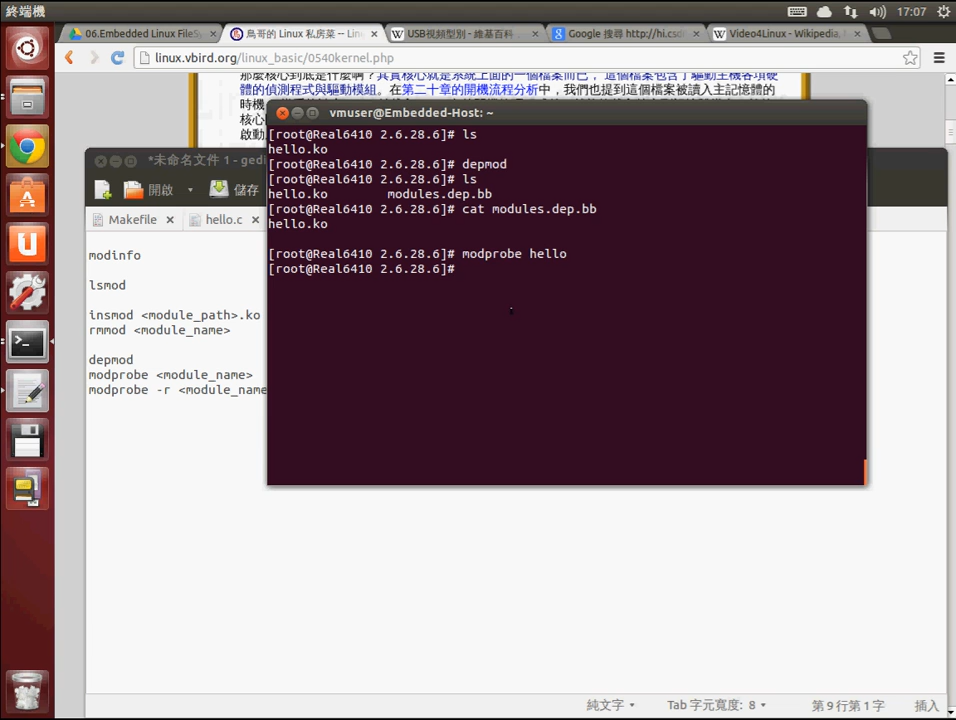 終端機
17:07
06.Embedded Linux FileSy
鳥哥的 Linux 私房菜 -- Lin
USB視頻型別 - 維基百科
Google 搜尋 http://hi.csdn
Video4Linux - Wikipedia,
linux.vbird.org/linux_basic/0540kernel.php
那麼核心到底是什麼啊？其實核心就是系統上面的一個檔案而已， 這個檔案包含了驅動主機各項硬
體的偵測程式與驅動模組。在第二十章的開機流程分析中，我們也提到這個檔案被讀入主記憶體的
時機，
核心
啟動
vmuser@Embedded-Host: ~
[root@Real6410 2.6.28.6]# ls
hello.ko
[root@Real6410 2.6.28.6]# depmod
[root@Real6410 2.6.28.6]# ls
hello.ko modules.dep.bb
[root@Real6410 2.6.28.6]# cat modules.dep.bb
hello.ko
[root@Real6410 2.6.28.6]# modprobe hello
[root@Real6410 2.6.28.6]#
*未命名文件 1 - gedi
開啟 儲存
Makefile hello.c
modinfo
lsmod
insmod <module_path>.ko
rmmod <module_name>
depmod
modprobe <module_name>
modprobe -r <module_name
純文字 Tab 字元寬度: 8 第 9 行第 1 字 插入